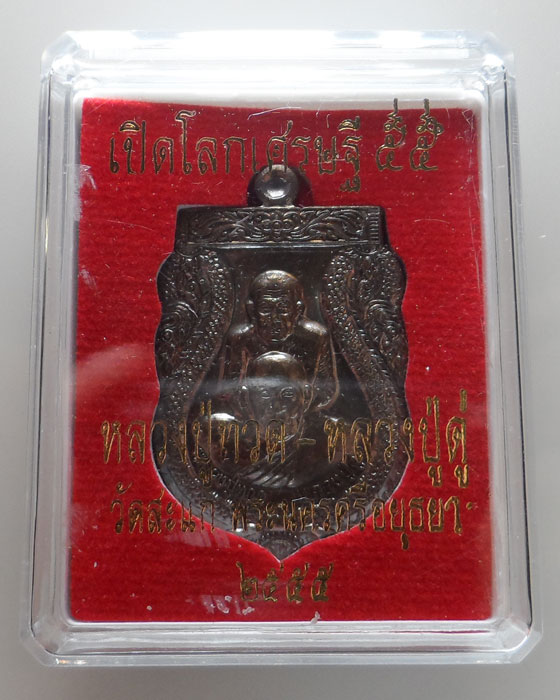 เปิดโลกเศรษฐี ๕๕
หลวงปู่ทวด - หลวงปู่ดู่
วัดสะแก พระนครศรีอยุธยา
๒๕๕๕